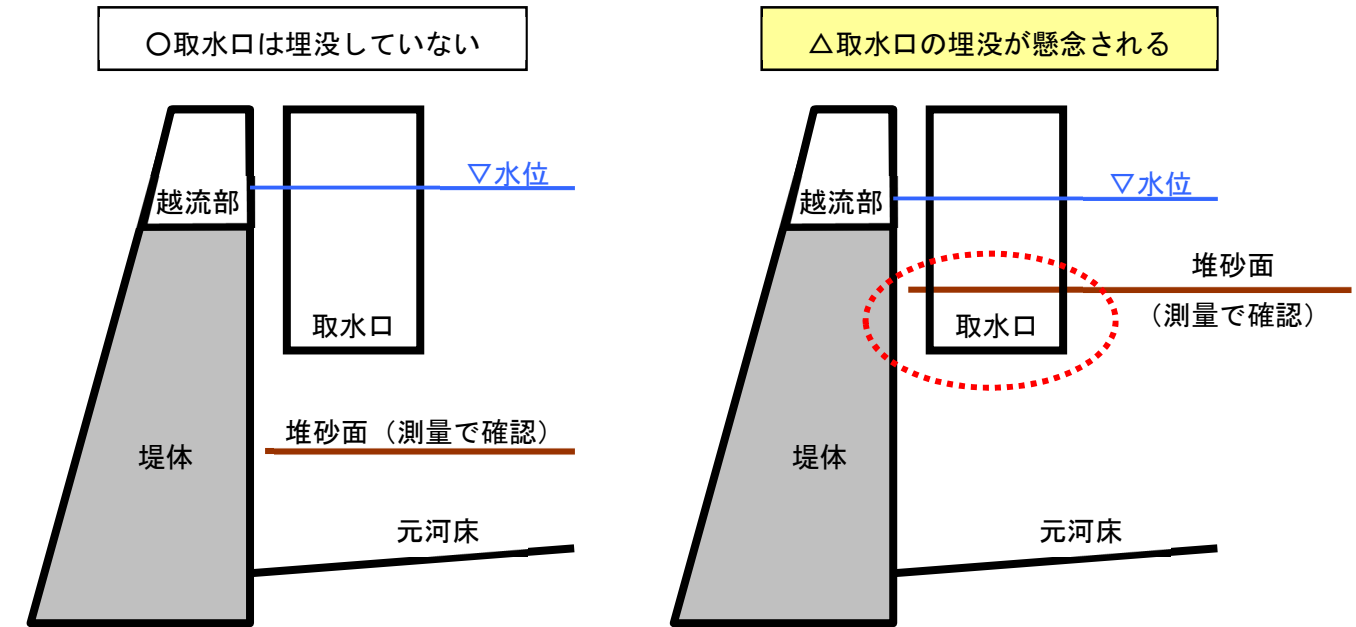 〇取水口は埋没していない
▽水位
越流部
取水口
堆砂面（測量で確認）
堤体
元河床
△取水口の埋没が懸念される
▽水位
越流部
堆砂面
（測量で確認）
取水口
堤体
元河床